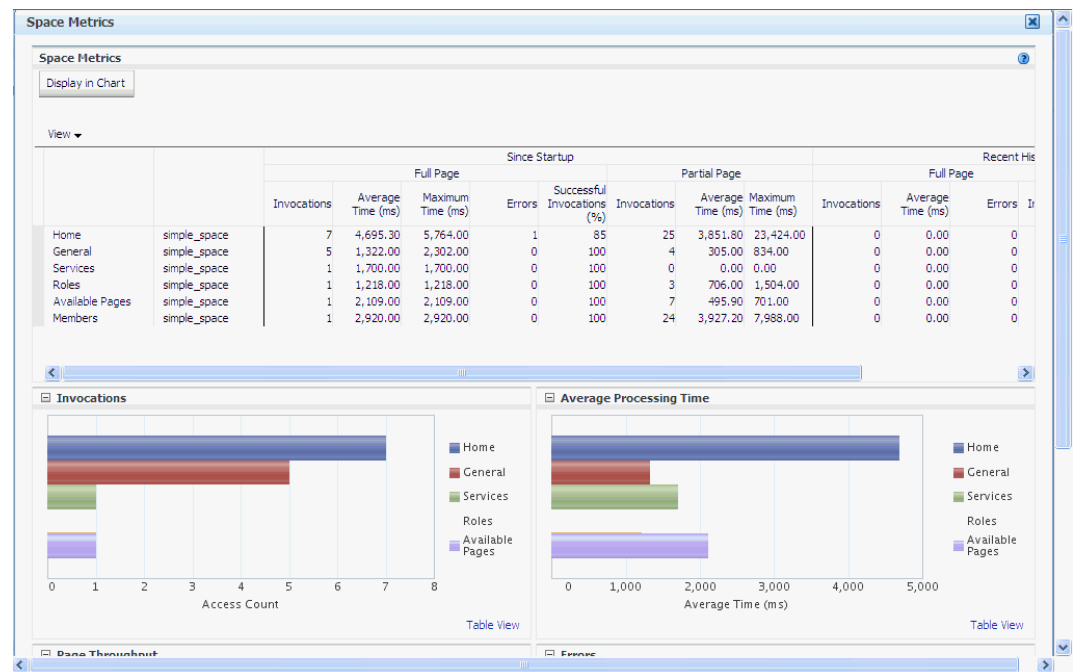 Space Metrics
Space Metrics
Display in Chart
View
Since Startup
Recent His
Full Page
Partial Page
Full Page
Invocations Average Time (ms) Maximum Time (ms) Errors Successful Invocations (%) Invocations Average Time (ms) Maximum Time (ms) Invocations Average Time (ms) Errors
Home simple_space 7 4,695.30 5,764.00 1 85 25 3,851.80 23,424.00 0 0.00 0
General simple_space 5 1,322.00 2,302.00 0 100 4 305.00 834.00 0 0.00 0
Services simple_space 1 1,700.00 1,700.00 0 100 0 0.00 0.00 0 0.00 0
Roles simple_space 1 1,218.00 1,218.00 0 100 3 706.00 1,504.00 0 0.00 0
Available Pages simple_space 1 2,109.00 2,109.00 0 100 7 495.90 701.00 0 0.00 0
Members simple_space 1 2,920.00 2,920.00 0 100 24 3,927.20 7,988.00 0 0.00 0
Invocations
Home
General
Services
Roles
Available
Pages
0 1 2 3 4 5 6 7 8
Access Count
Table View
Average Processing Time
Home
General
Services
Roles
Available
Pages
0 1,000 2,000 3,000 4,000 5,000
Average Time (ms)
Table View
Page Throughput
Errors